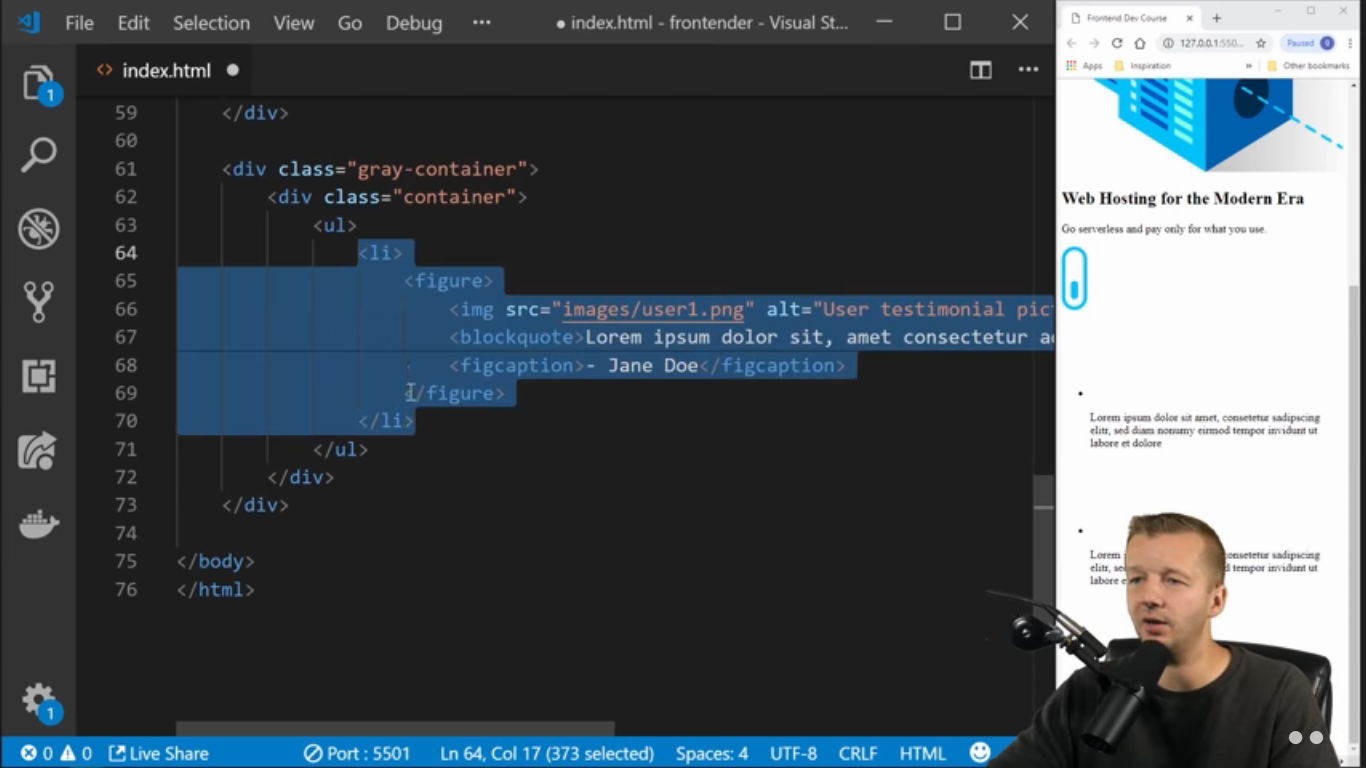 File Edit Selection View Go Debug ··· ● index.html - frontender - Visual St...
<> index.html ● ···
59 </div>
60
61 <div class="gray-container">
62 <div class="container">
63 <ul>
64 <li>
65 <figure>
66 <img src="images/user1.png" alt="User testimonial pic
67 <blockquote>Lorem ipsum dolor sit, amet consectetur a
68 <figcaption>- Jane Doe</figcaption>
69 </figure>
70 </li>
71 </ul>
72 </div>
73 </div>
74
75 </body>
76 </html>
1
1
0 0 Live Share Port : 5501 Ln 64, Col 17 (373 selected) Spaces: 4 UTF-8 CRLF HTML
Frontend Dev Course
127.0.0.1:550... Paused 9
Apps Inspiration » Other bookmarks
Web Hosting for the Modern Era
Go serverless and pay only for what you use.
Lorem ipsum dolor sit amet, consetetur sadipscing
elitr, sed diam nonumy eirmod tempor invidunt ut
labore et dolore
Lorem onsetetur sadipscing
elitr, se d tempor invidunt ut
labore e